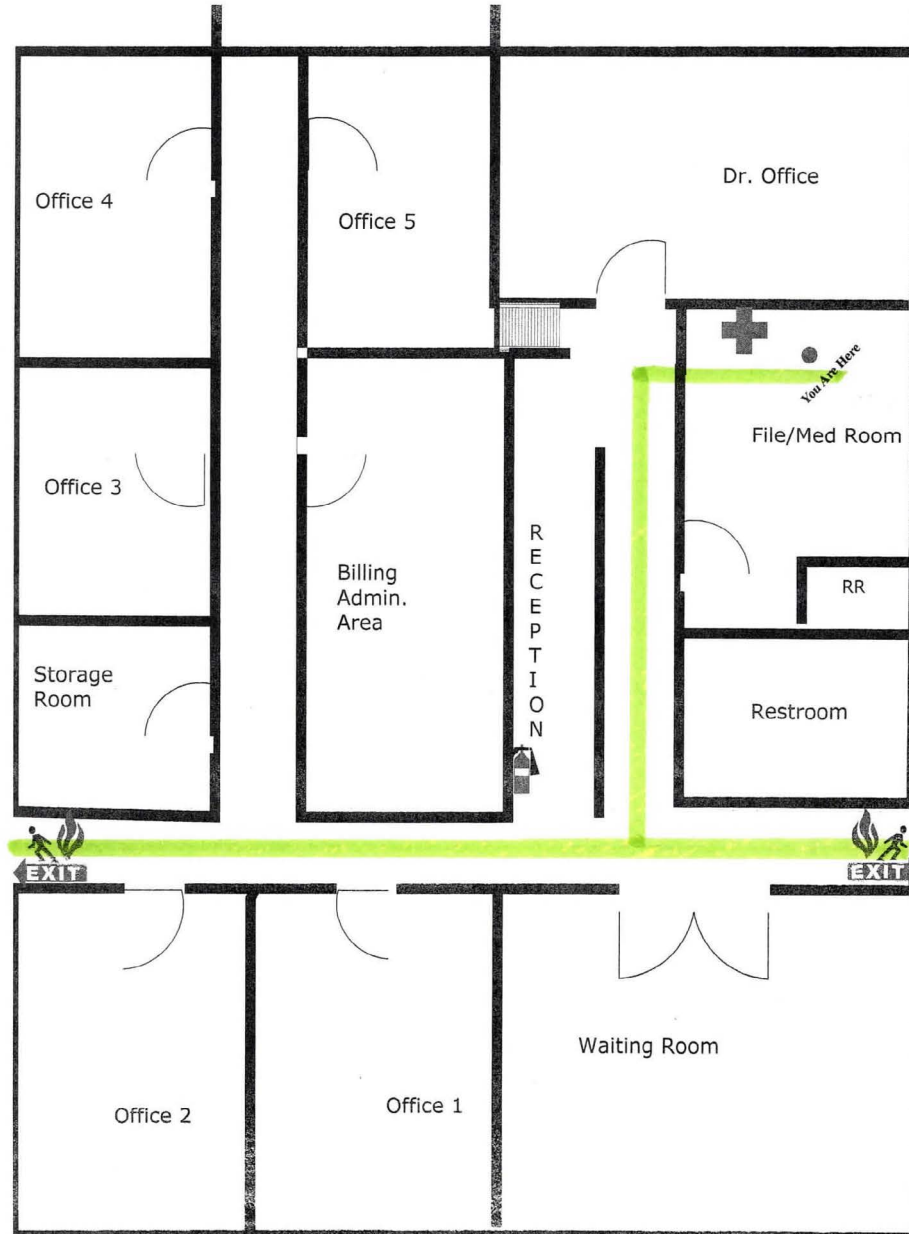 Office 4
Office 5
Dr. Office
You Are Here
File/Med Room
Office 3
RECEPTION
Billing
Admin.
Area
RR
Storage
Room
Restroom
EXIT
EXIT
Waiting Room
Office 2
Office 1